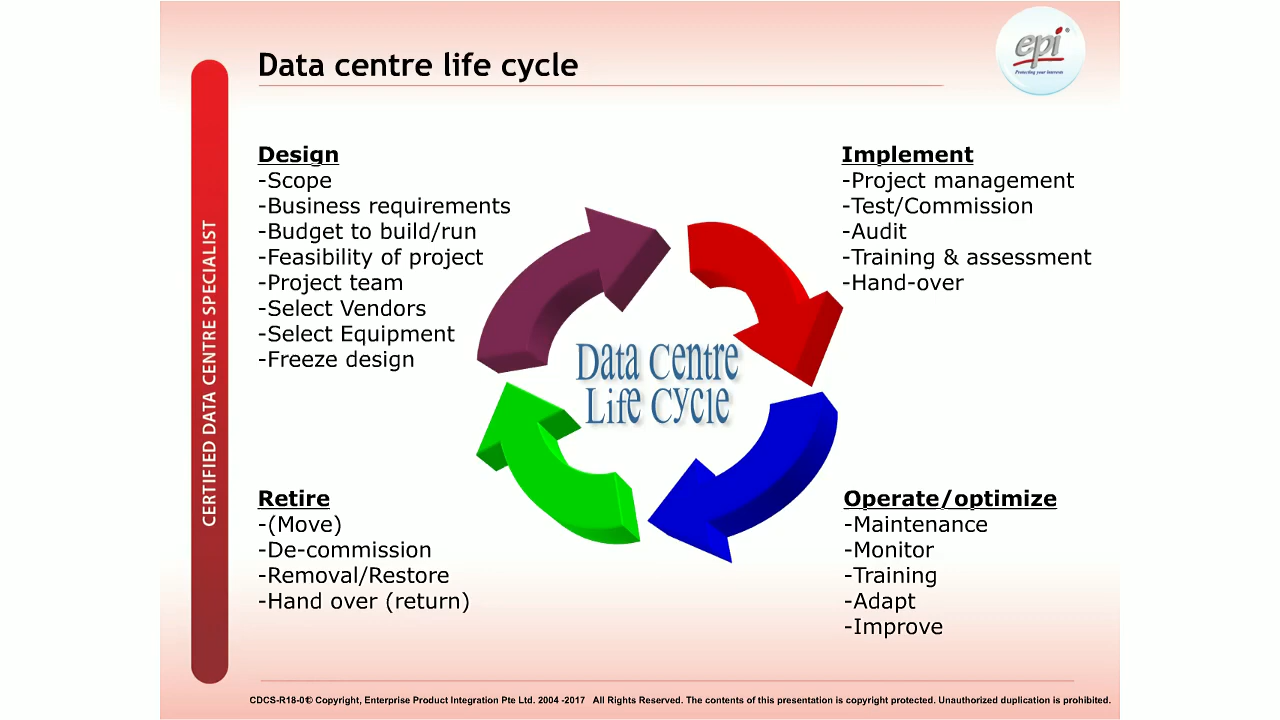 Data centre life cycle
epi®
Protecting your interests
CERTIFIED DATA CENTRE SPECIALIST
Design
-Scope
-Business requirements
-Budget to build/run
-Feasibility of project
-Project team
-Select Vendors
-Select Equipment
-Freeze design
Implement
-Project management
-Test/Commission
-Audit
-Training & assessment
-Hand-over
Data Centre
Life Cycle
Retire
-(Move)
-De-commission
-Removal/Restore
-Hand over (return)
Operate/optimize
-Maintenance
-Monitor
-Training
-Adapt
-Improve
CDCS-R18-01© Copyright, Enterprise Product Integration Pte Ltd. 2004 -2017 All Rights Reserved. The contents of this presentation is copyright protected. Unauthorized duplication is prohibited.